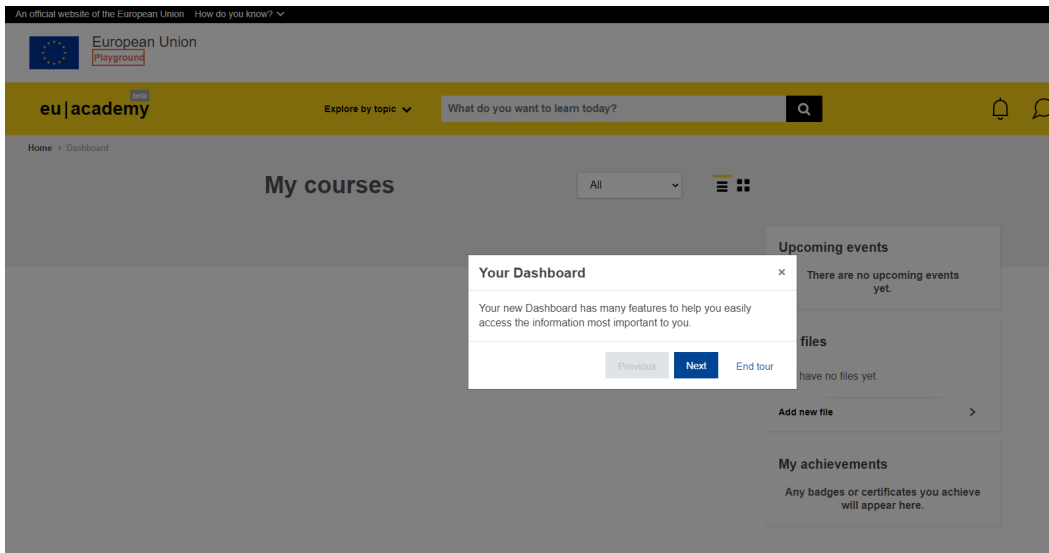 An official website of the European Union How do you know?
European Union
Playground
eu|academy
beta
Explore by topic
What do you want to learn today?
Home
Dashboard
My courses
All
Upcoming events
There are no upcoming events
yet.
Your Dashboard
×
Your new Dashboard has many features to help you easily
access the information most important to you.
Previous
Next
End tour
files
have no files yet.
Add new file
My achievements
Any badges or certificates you achieve
will appear here.